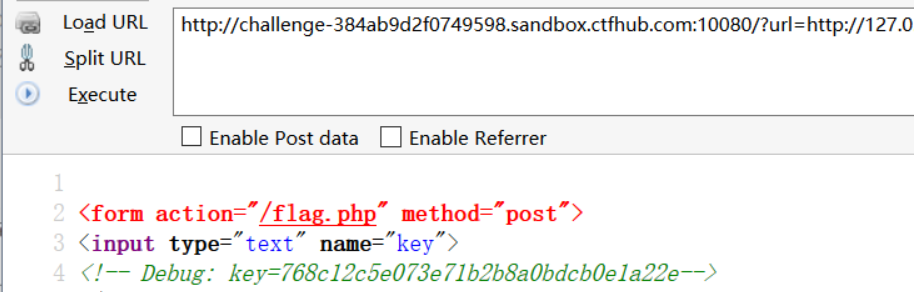 Load URL
http://challenge-384ab9d2f0749598.sandbox.ctfhub.com:10080/?url=http://127.0
Split URL
Execute
Enable Post data Enable Referrer
1
2 <form action="/flag.php" method="post">
3 <input type="text" name="key">
4 <!-- Debug: key=768c12c5e073e71b2b8a0bdcb0e1a22e-->